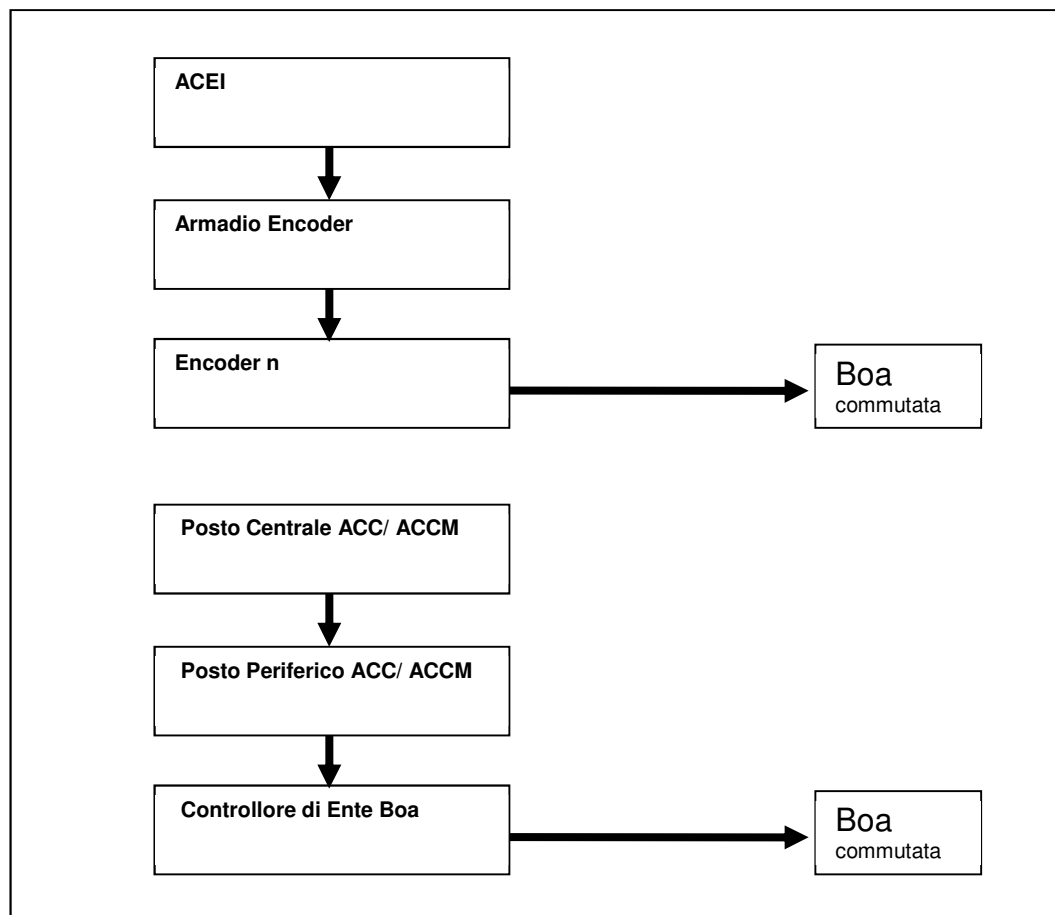 ACEI
Armadio Encoder
Encoder n
Boa
commutata
Posto Centrale ACC/ ACCM
Posto Periferico ACC/ ACCM
Controllore di Ente Boa
Boa
commutata